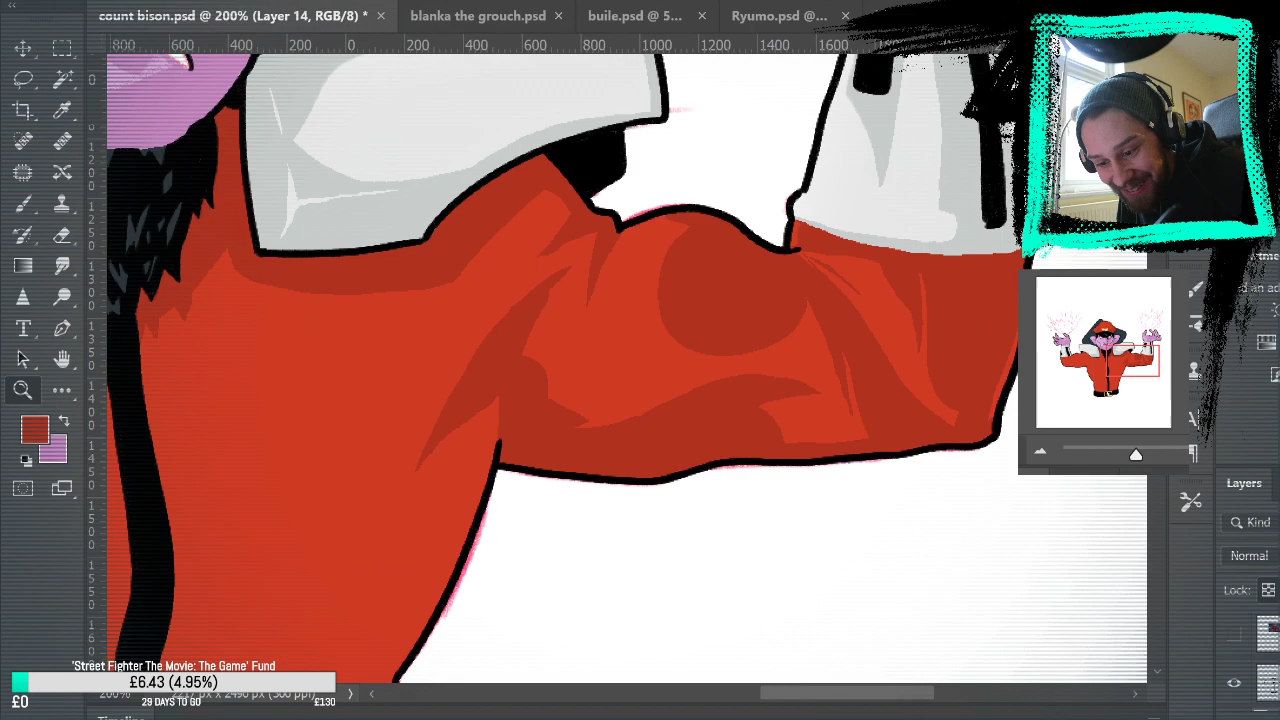 count bison.psd @ 200% (Layer 14, RGB/8) * × blanka the grouch.psd × buile.psd @ 5... × Ryumo.psd @... ×
800 600 400 200 0 200 400 600 800 1000 1200 1400 1600
Layers
Kind
Normal
Lock:
'Street Fighter The Movie: The Game' Fund
£6.43 (4.95%)
£0 29 DAYS TO GO £130